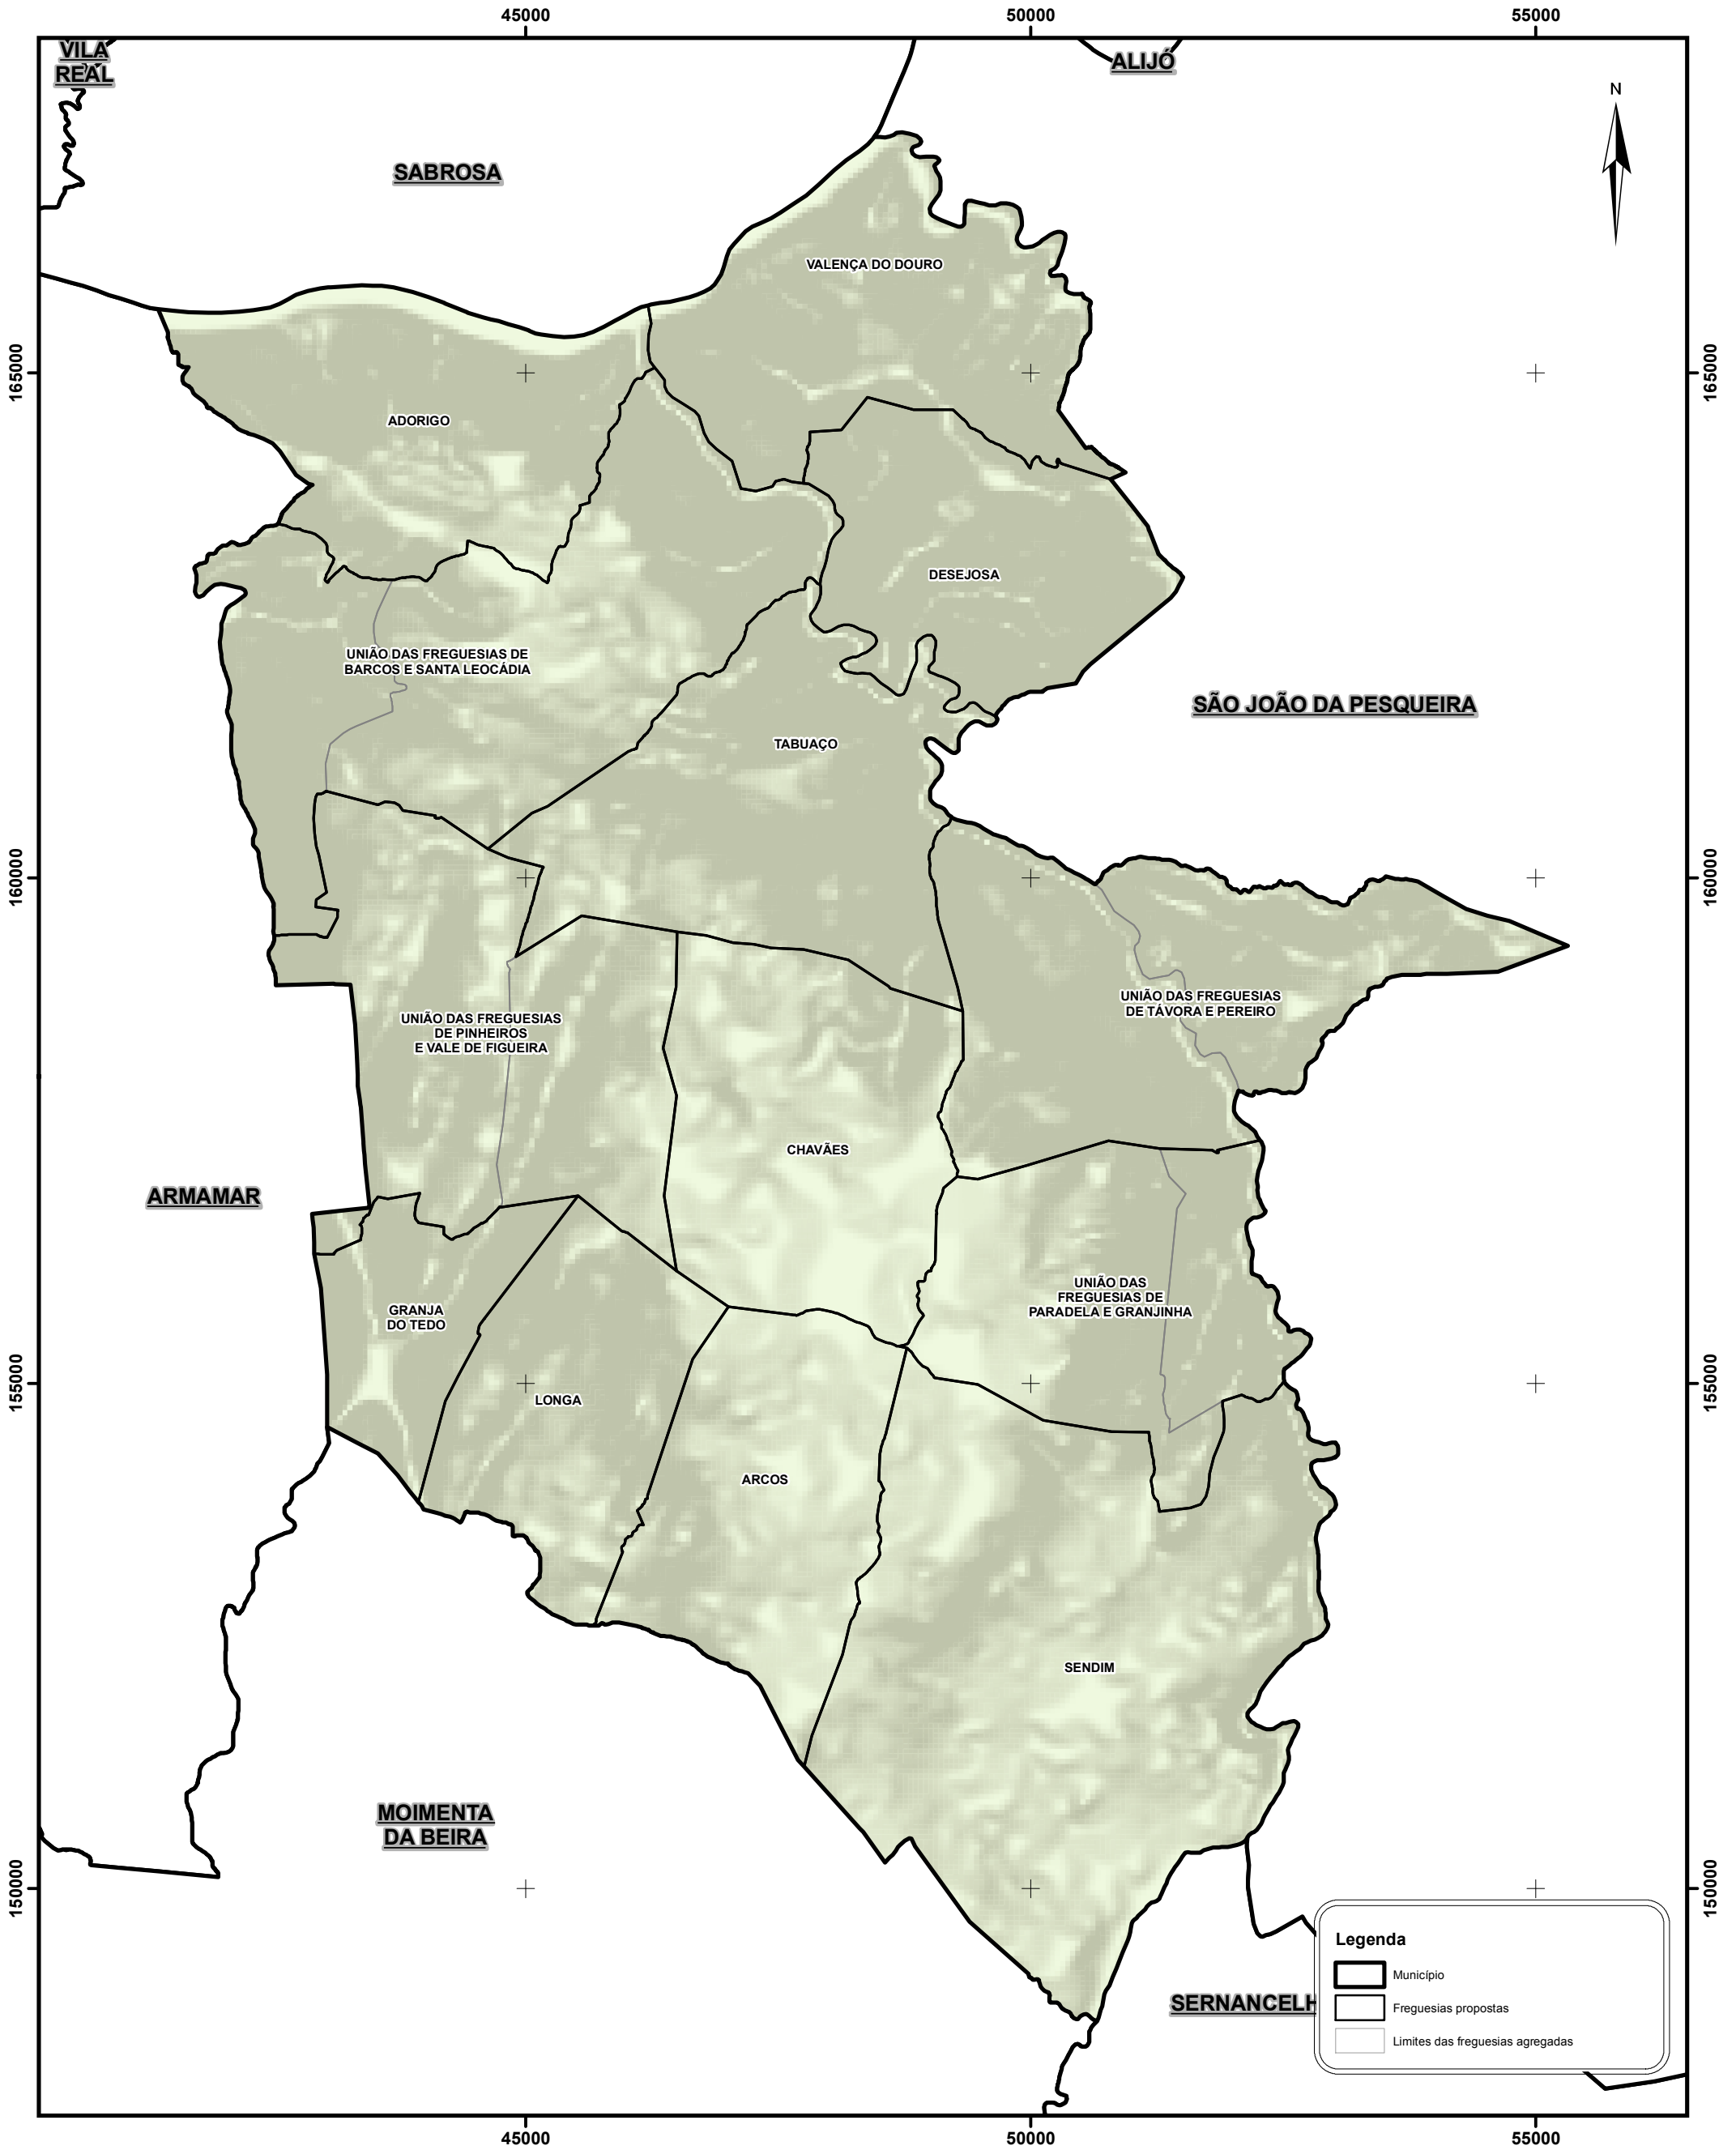 45000
50000
55000
VILA
REAL
ALIJÓ
N
SABROSA
VALENÇA DO DOURO
165000
165000
ADORIGO
DESEJOSA
UNIÃO DAS FREGUESIAS DE
BARCOS E SANTA LEOCÁDIA
SÃO JOÃO DA PESQUEIRA
TABUAÇO
160000
160000
UNIÃO DAS FREGUESIAS
DE TÁVORA E PEREIRO
UNIÃO DAS FREGUESIAS
DE PINHEIROS
E VALE DE FIGUEIRA
CHAVÃES
ARMAMAR
UNIÃO DAS
FREGUESIAS DE
PARADELA E GRANJINHA
GRANJA
DO TEDO
155000
155000
LONGA
ARCOS
SENDIM
MOIMENTA
DA BEIRA
150000
150000
Legenda
Município
SERNANCELH
Freguesias propostas
Limites das freguesias agregadas
45000
50000
55000